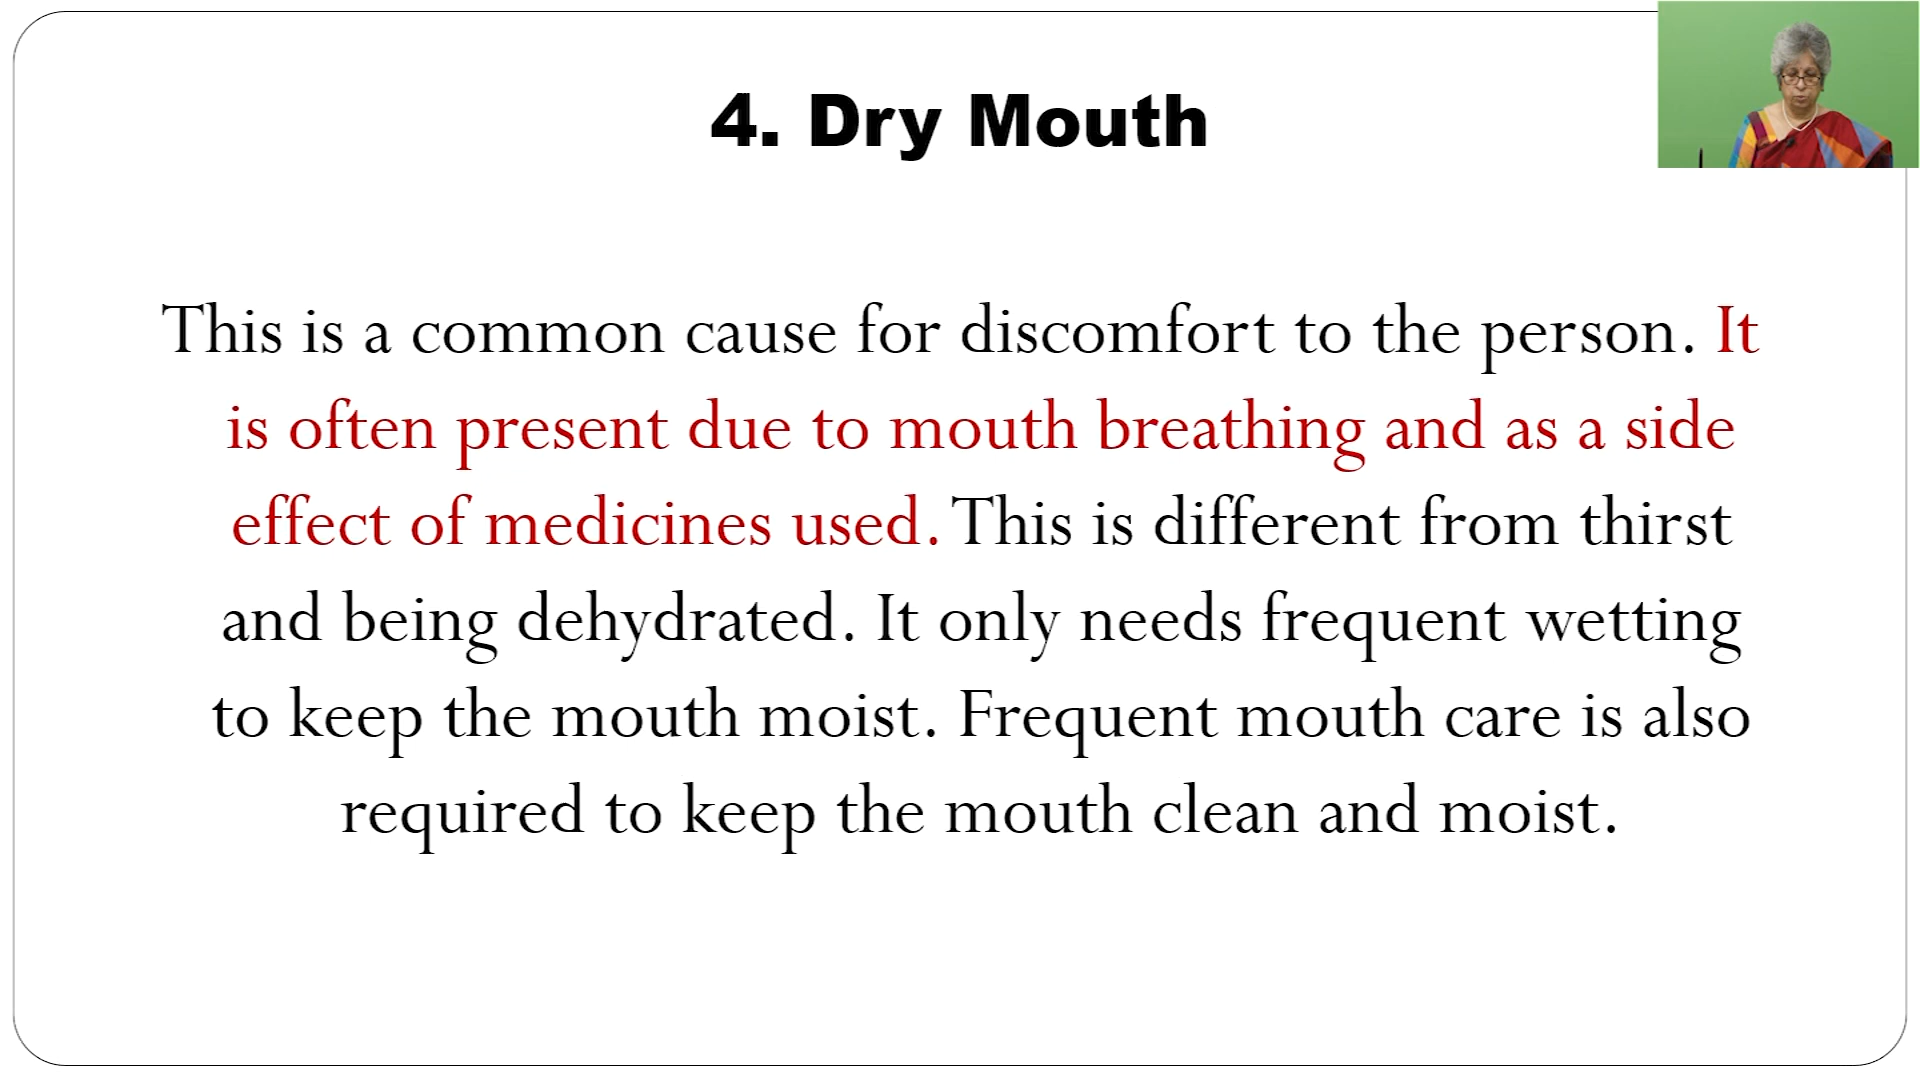 4. Dry Mouth
This is a common cause for discomfort to the person. It
is often present due to mouth breathing and as a side
effect of medicines used. This is different from thirst
and being dehydrated. It only needs frequent wetting
to keep the mouth moist. Frequent mouth care is also
required to keep the mouth clean and moist.